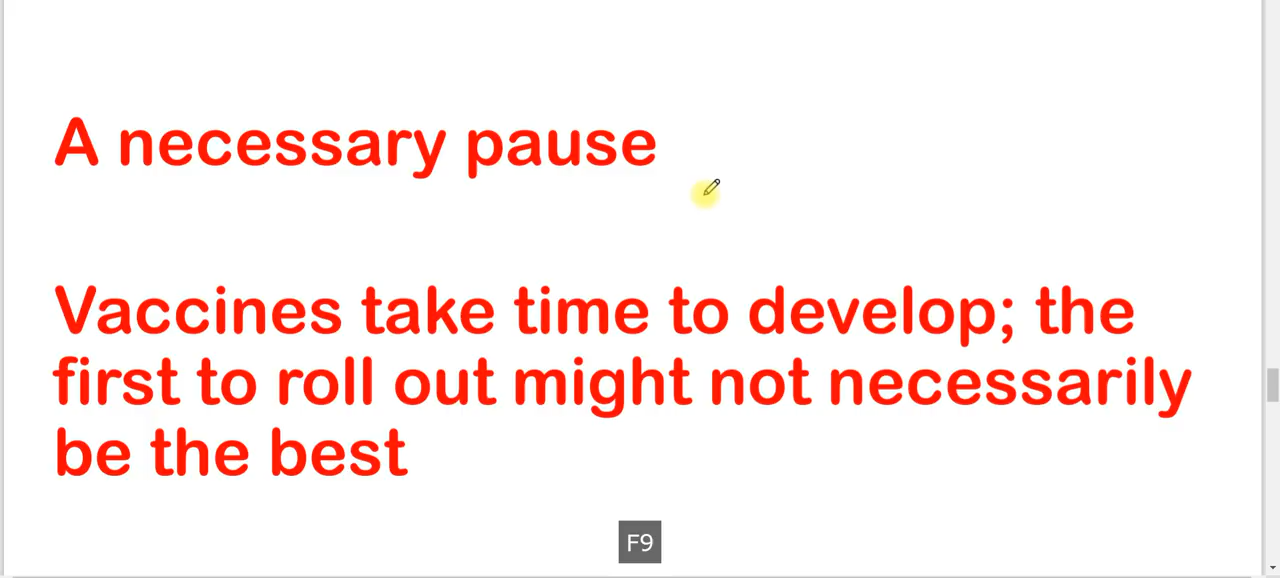 A necessary pause
Vaccines take time to develop; the
first to roll out might not necessarily
be the best
F9